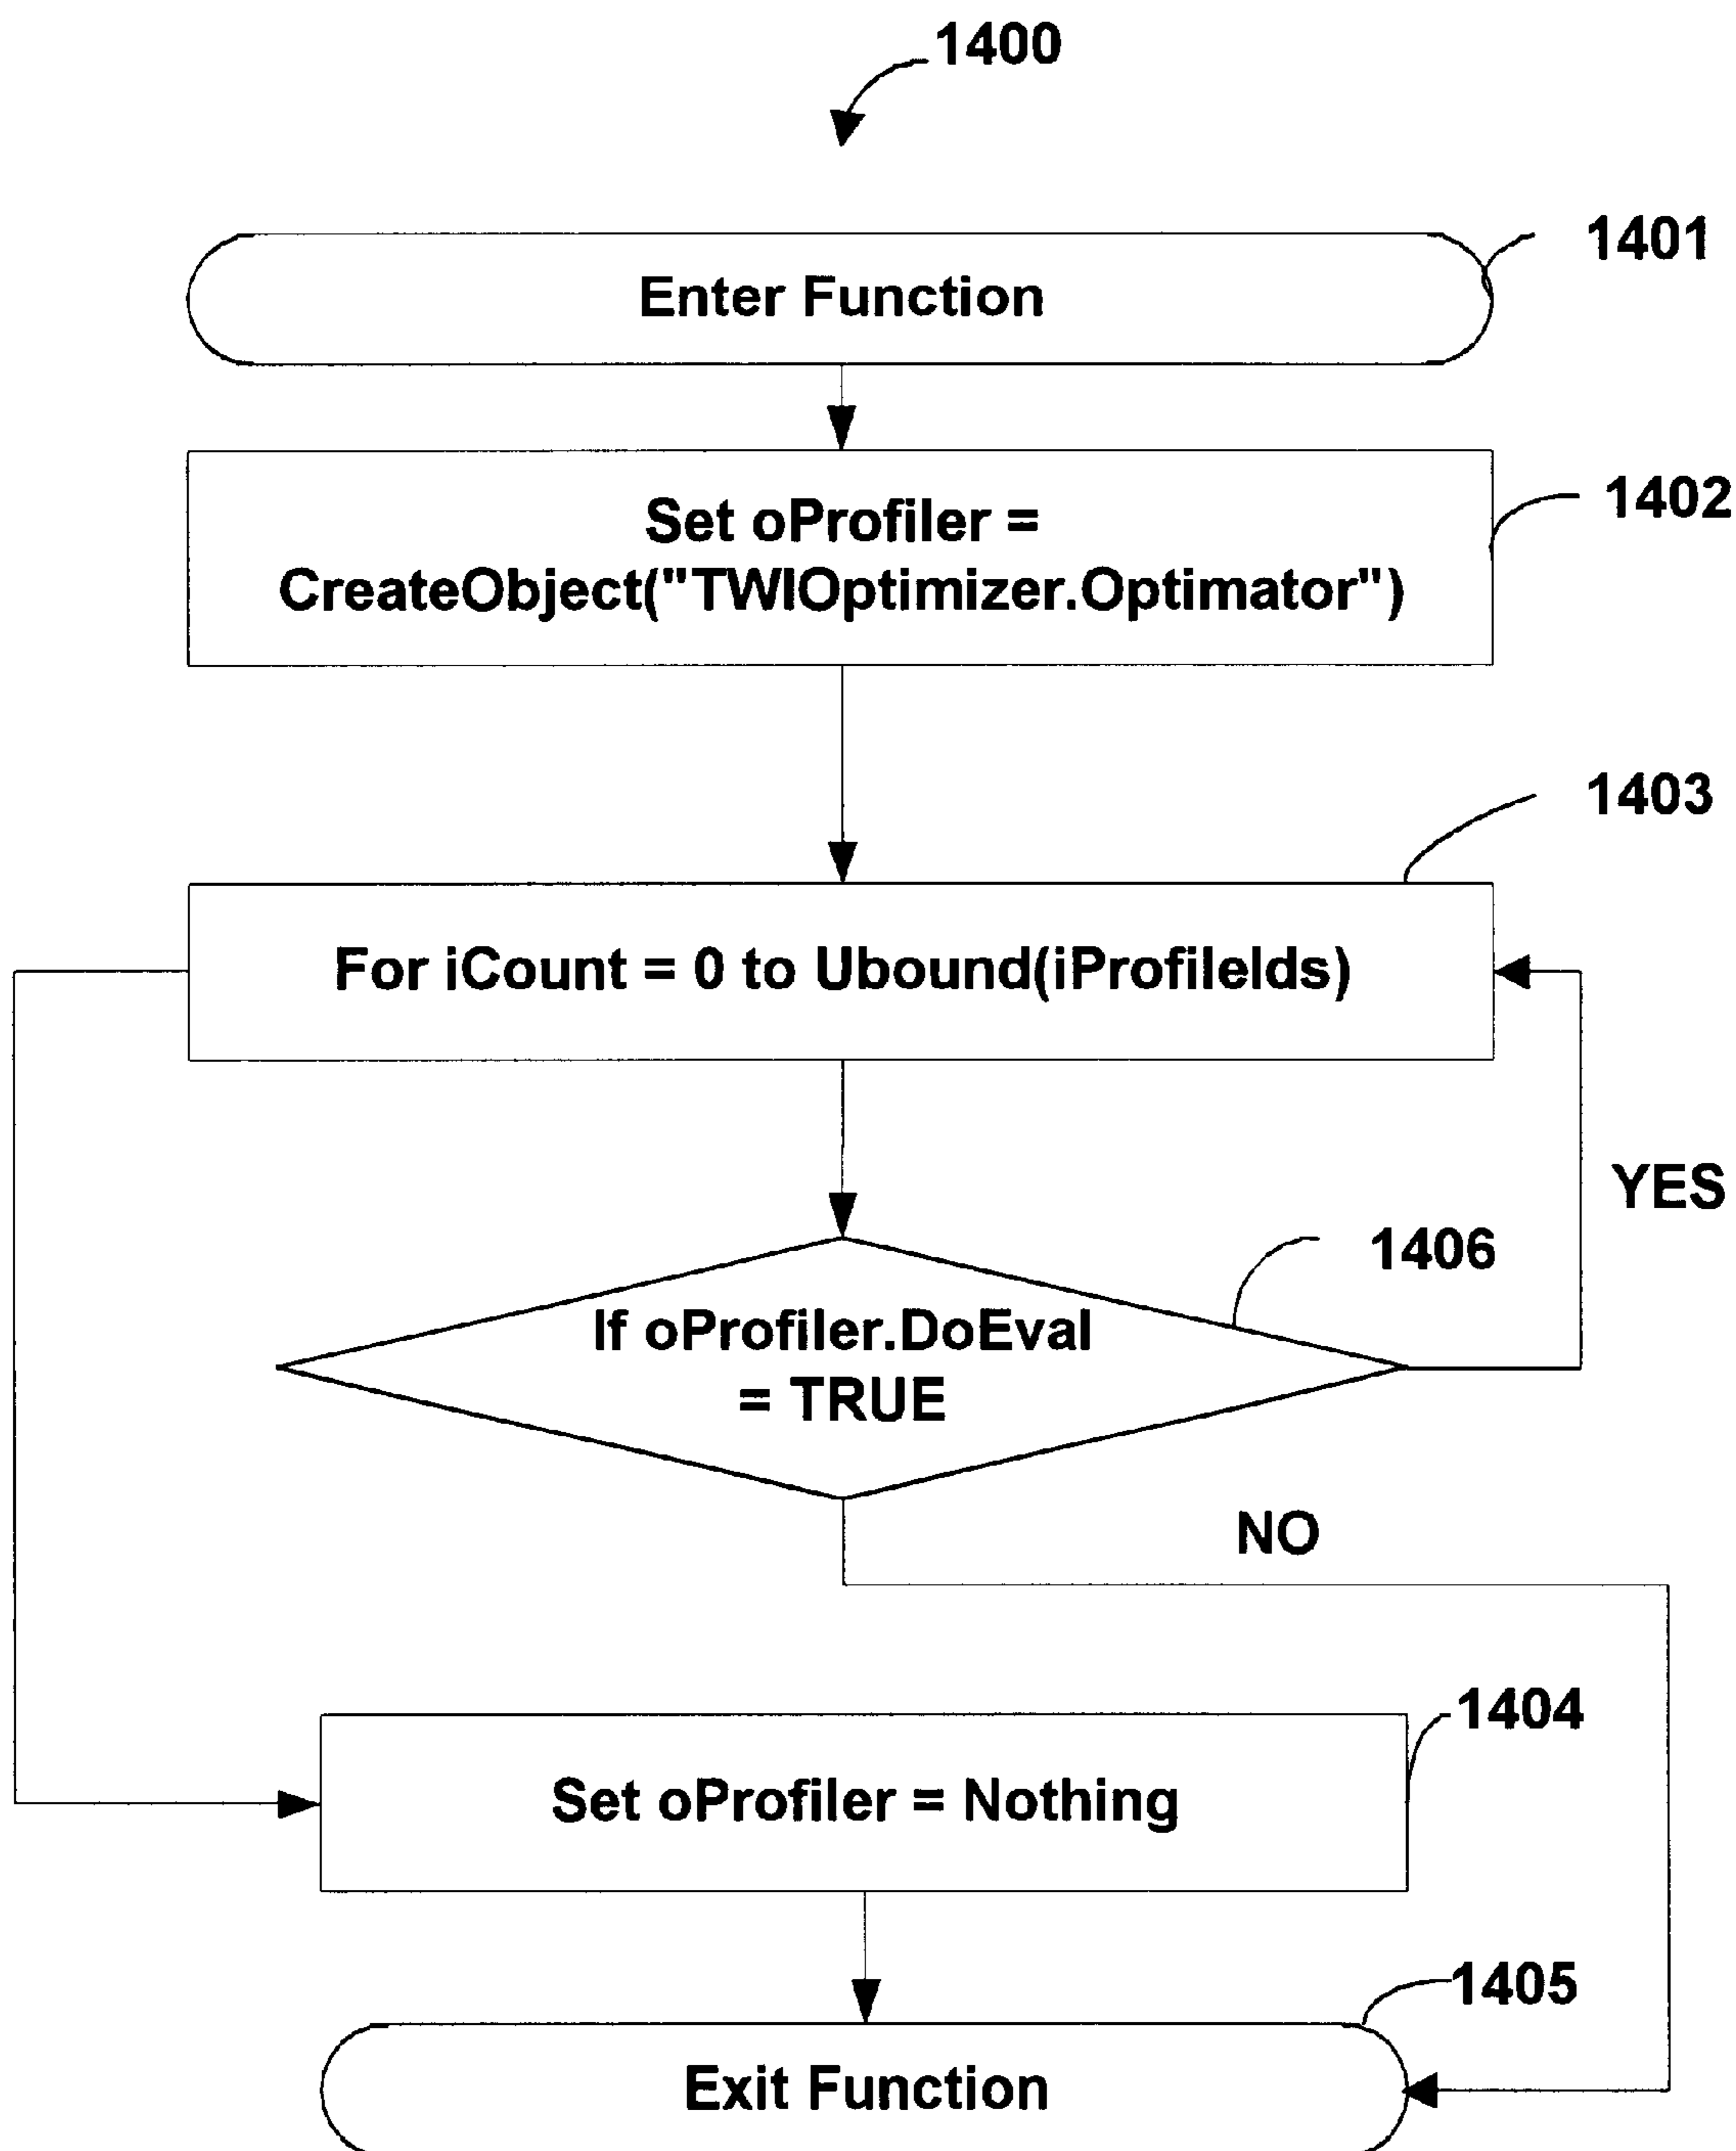 1400
1401
Enter Function
1402
Set oProfiler =
CreateObject("TWIOptimizer.Optimator")
1403
For iCount = 0 to Ubound(iProfileIds)
YES
1406
If oProfiler.DoEval
= TRUE
NO
1404
Set oProfiler = Nothing
1405
Exit Function